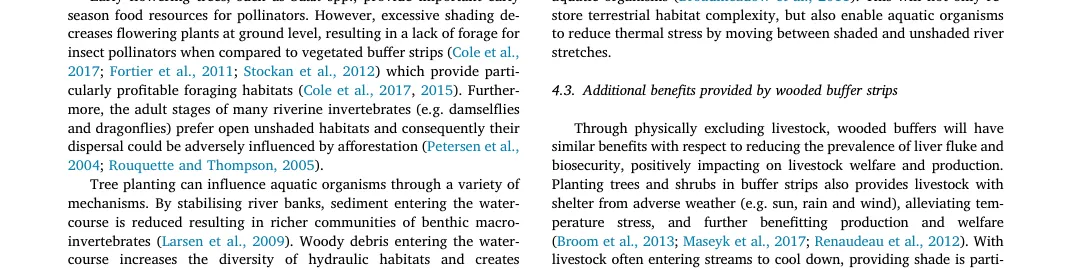 season food resources for pollinators. However, excessive shading de-
creases flowering plants at ground level, resulting in a lack of forage for
insect pollinators when compared to vegetated buffer strips (Cole et al.,
2017; Fortier et al., 2011; Stockan et al., 2012) which provide parti-
cularly profitable foraging habitats (Cole et al., 2017, 2015). Further-
more, the adult stages of many riverine invertebrates (e.g. damselflies
and dragonflies) prefer open unshaded habitats and consequently their
dispersal could be adversely influenced by afforestation (Petersen et al.,
2004; Rouquette and Thompson, 2005).
Tree planting can influence aquatic organisms through a variety of
mechanisms. By stabilising river banks, sediment entering the water-
course is reduced resulting in richer communities of benthic macro-
invertebrates (Larsen et al., 2009). Woody debris entering the water-
course increases the diversity of hydraulic habitats and creates
store terrestrial habitat complexity, but also enable aquatic organisms
to reduce thermal stress by moving between shaded and unshaded river
stretches.
4.3. Additional benefits provided by wooded buffer strips
Through physically excluding livestock, wooded buffers will have
similar benefits with respect to reducing the prevalence of liver fluke and
biosecurity, positively impacting on livestock welfare and production.
Planting trees and shrubs in buffer strips also provides livestock with
shelter from adverse weather (e.g. sun, rain and wind), alleviating tem-
perature stress, and further benefitting production and welfare
(Broom et al., 2013; Maseyk et al., 2017; Renaudeau et al., 2012). With
livestock often entering streams to cool down, providing shade is parti-